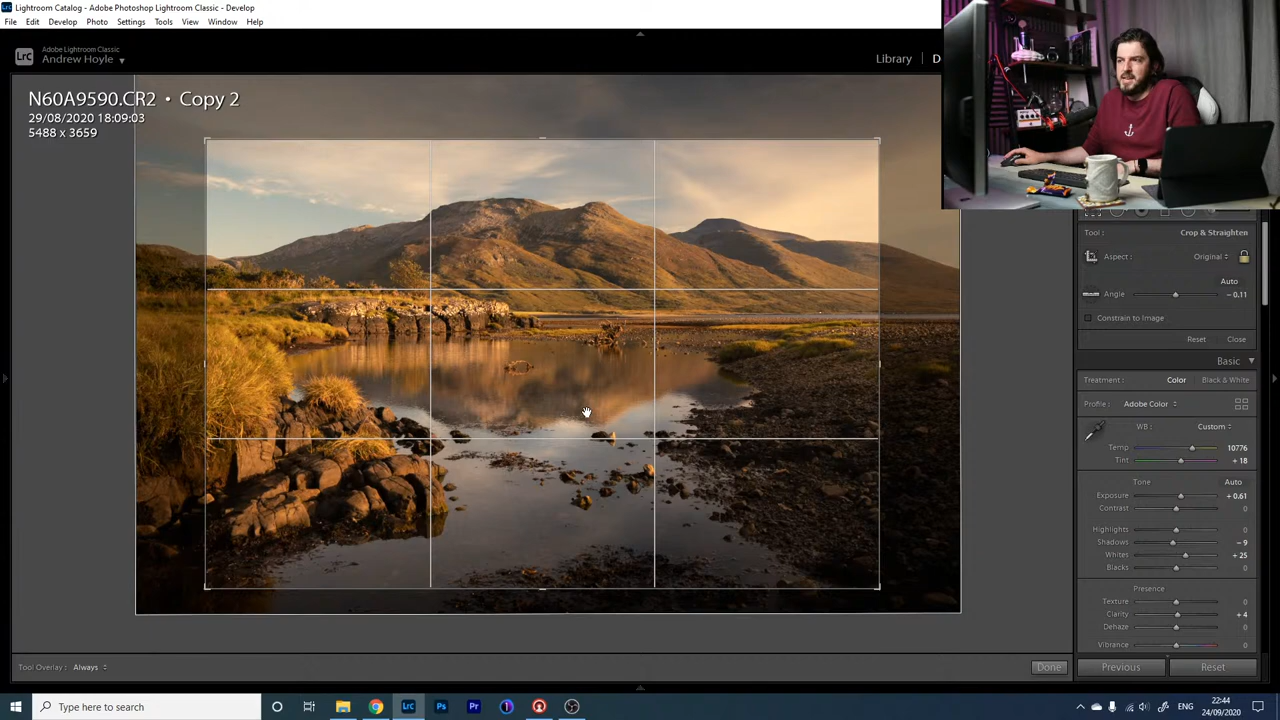 Lightroom Catalog - Adobe Photoshop Lightroom Classic - Develop
File Edit Develop Photo Settings Tools View Window Help
Lrc
Adobe Lightroom Classic
Andrew Hoyle
Library D
N60A9590.CR2 • Copy 2
29/08/2020 18:09:03
5488 x 3659
Tool: Crop & Straighten
Aspect: Original
Auto
Angle - 0.11
Constrain to Image
Reset Close
Basic
Treatment: Color Black & White
Profile: Adobe Color
WB: Custom
Temp 10776
Tint + 18
Tone Auto
Exposure + 0.61
Contrast 0
Highlights 0
Shadows - 9
Whites + 25
Blacks 0
Presence
Texture 0
Clarity + 4
Dehaze 0
Vibrance 0
Tool Overlay: Always
Done
Previous Reset
Type here to search
Lrc Ps Pr
ENG
22:44
24/09/2020